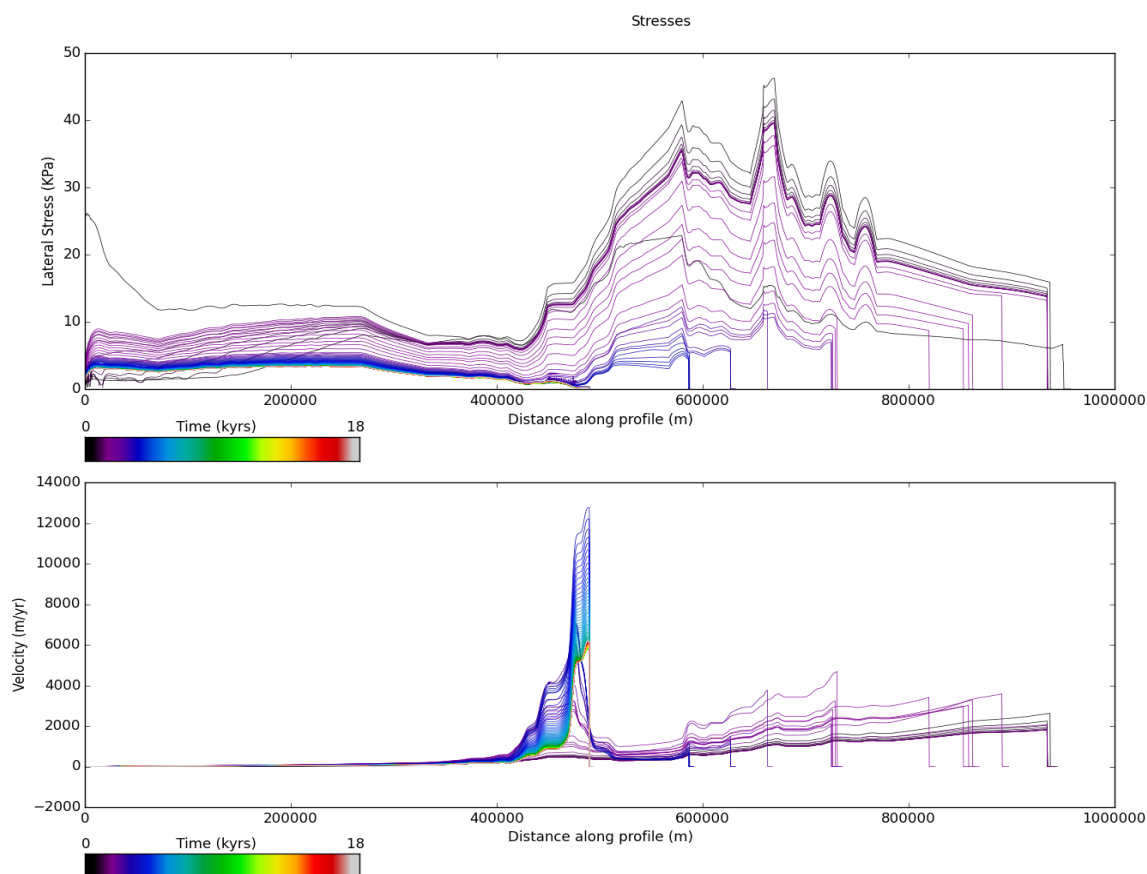 Stresses
50
40
30
20
10
0
Lateral Stress (KPa)
0 200000 400000 600000 800000 1000000
Distance along profile (m)
0 Time (kyrs) 18
14000
12000
10000
8000
6000
4000
2000
0
−2000
Velocity (m/yr)
0 200000 400000 600000 800000 1000000
Distance along profile (m)
0 Time (kyrs) 18